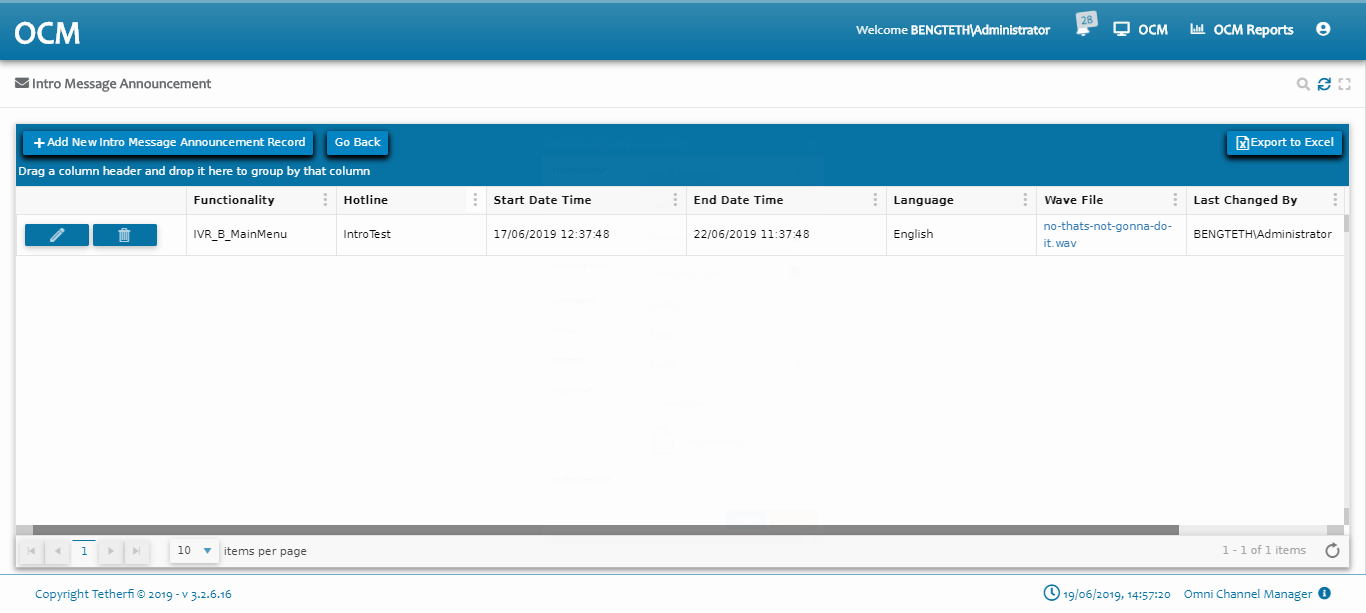 OCM
Welcome BENGTETH\Administrator
28
OCM
OCM Reports
Intro Message Announcement
Add New Intro Message Announcement Record
Go Back
Export to Excel
Drag a column header and drop it here to group by that column
Functionality Hotline Start Date Time End Date Time Language Wave File Last Changed By
IVR_B_MainMenu IntroTest 17/06/2019 12:37:48 22/06/2019 11:37:48 English no-thats-not-gonna-do- BENGTETH\Administrator
it.wav
1 10 items per page 1 - 1 of 1 items
Copyright Tetherfi © 2019 - v 3.2.6.16 19/06/2019, 14:57:20 Omni Channel Manager